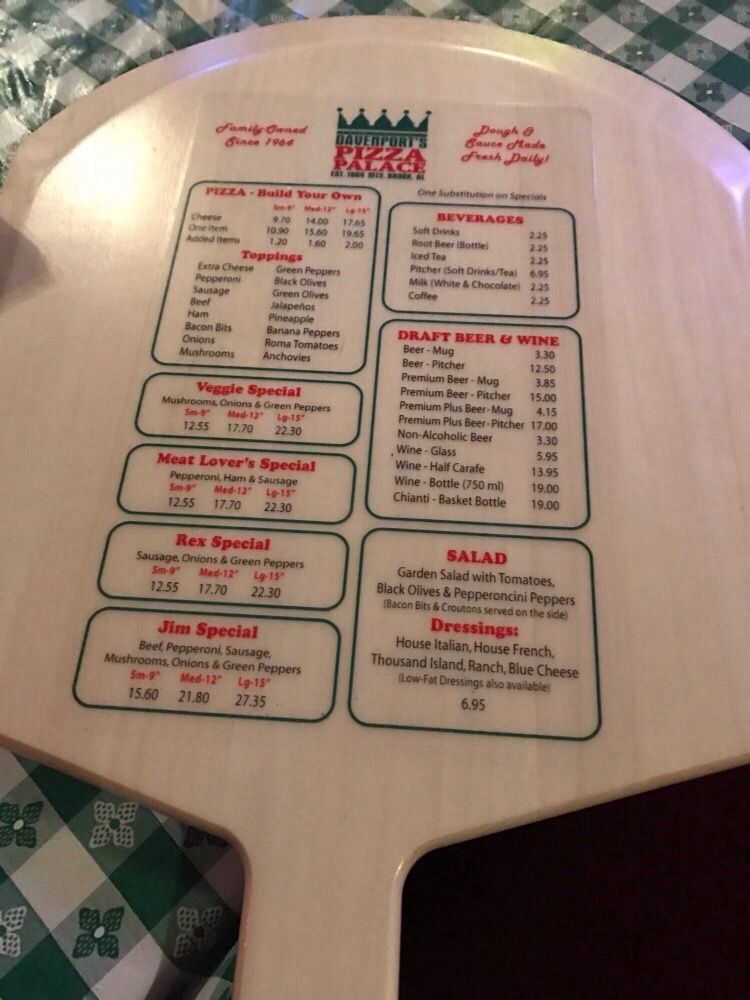 Family-Owned
Since 1964
DAVENPORT'S
PIZZA
PALACE
EST. 1964 MTN. BROOK, AL
Dough &
Sauce Made
Fresh Daily!
PIZZA - Build Your Own
Sm-9" Med-12" Lg-15"
Cheese 9.70 14.00 17.65
One Item 10.90 15.60 19.65
Added Items 1.20 1.60 2.00
Toppings
Extra Cheese Green Peppers
Pepperoni Black Olives
Sausage Green Olives
Beef Jalapeños
Ham Pineapple
Bacon Bits Banana Peppers
Onions Roma Tomatoes
Mushrooms Anchovies
Veggie Special
Mushrooms, Onions & Green Peppers
Sm-9" Med-12" Lg-15"
12.55 17.70 22.30
Meat Lover's Special
Pepperoni, Ham & Sausage
Sm-9" Med-12" Lg-15"
12.55 17.70 22.30
Rex Special
Sausage, Onions & Green Peppers
Sm-9" Med-12" Lg-15"
12.55 17.70 22.30
Jim Special
Beef, Pepperoni, Sausage,
Mushrooms, Onions & Green Peppers
Sm-9" Med-12" Lg-15"
15.60 21.80 27.35
One Substitution on Specials
BEVERAGES
Soft Drinks 2.25
Root Beer (Bottle) 2.25
Iced Tea 2.25
Pitcher (Soft Drinks/Tea) 6.95
Milk (White & Chocolate) 2.25
Coffee 2.25
DRAFT BEER & WINE
Beer - Mug 3.30
Beer - Pitcher 12.50
Premium Beer - Mug 3.85
Premium Beer - Pitcher 15.00
Premium Plus Beer - Mug 4.15
Premium Plus Beer - Pitcher 17.00
Non-Alcoholic Beer 3.30
Wine - Glass 5.95
Wine - Half Carafe 13.95
Wine - Bottle (750 ml) 19.00
Chianti - Basket Bottle 19.00
SALAD
Garden Salad with Tomatoes,
Black Olives & Pepperoncini Peppers
(Bacon Bits & Croutons served on the side)
Dressings:
House Italian, House French,
Thousand Island, Ranch, Blue Cheese
(Low-Fat Dressings also available)
6.95